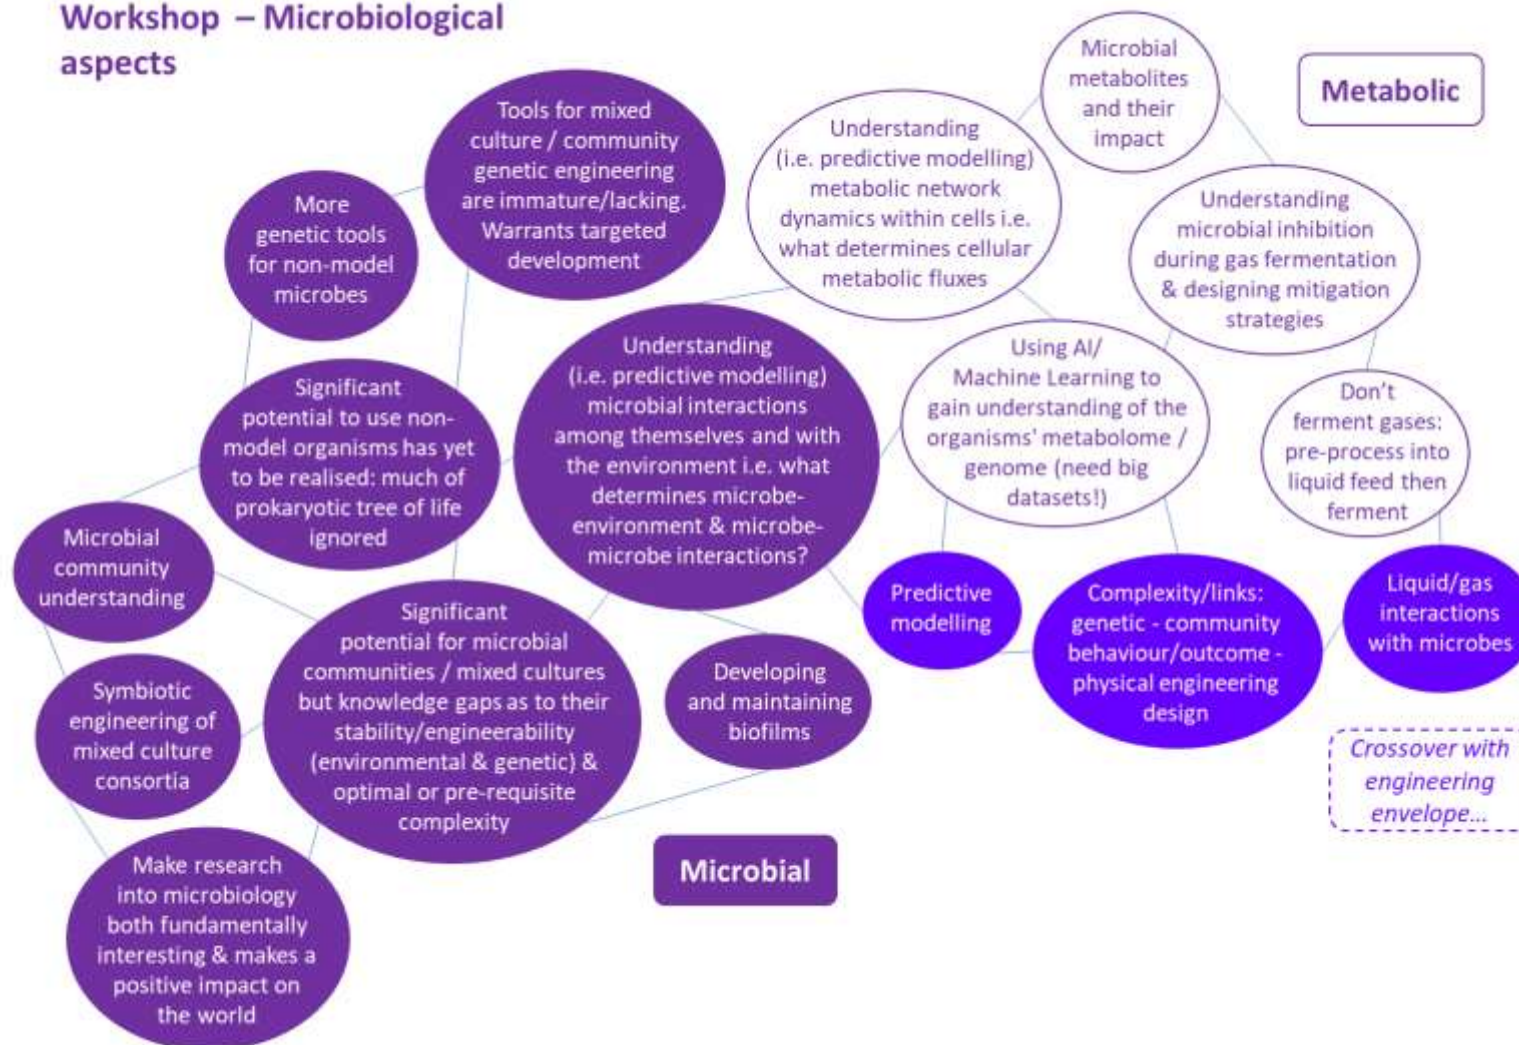 Workshop – Microbiological
aspects
Microbial
metabolites
and their
impact
Metabolic
Tools for mixed
culture / community
genetic engineering
are immature/lacking.
Warrants targeted
development
Understanding
(i.e. predictive modelling)
metabolic network
dynamics within cells i.e.
what determines cellular
metabolic fluxes
More
genetic tools
for non-model
microbes
Understanding
microbial inhibition
during gas fermentation
& designing mitigation
strategies
Understanding
(i.e. predictive modelling)
microbial interactions
among themselves and with
the environment i.e. what
determines microbe-
environment & microbe-
microbe interactions?
Using AI/
Machine Learning to
gain understanding of the
organisms' metabolome /
genome (need big
datasets!)
Significant
potential to use non-
model organisms has yet
to be realised: much of
prokaryotic tree of life
ignored
Don't
ferment gases:
pre-process into
liquid feed then
ferment
Microbial
community
understanding
Predictive
modelling
Complexity/links:
genetic - community
behaviour/outcome -
physical engineering
design
Liquid/gas
interactions
with microbes
Significant
potential for microbial
communities / mixed cultures
but knowledge gaps as to their
stability/engineerability
(environmental & genetic) &
optimal or pre-requisite
complexity
Developing
and maintaining
biofilms
Symbiotic
engineering of
mixed culture
consortia
Crossover with
engineering
envelope...
Microbial
Make research
into microbiology
both fundamentally
interesting & makes a
positive impact on
the world